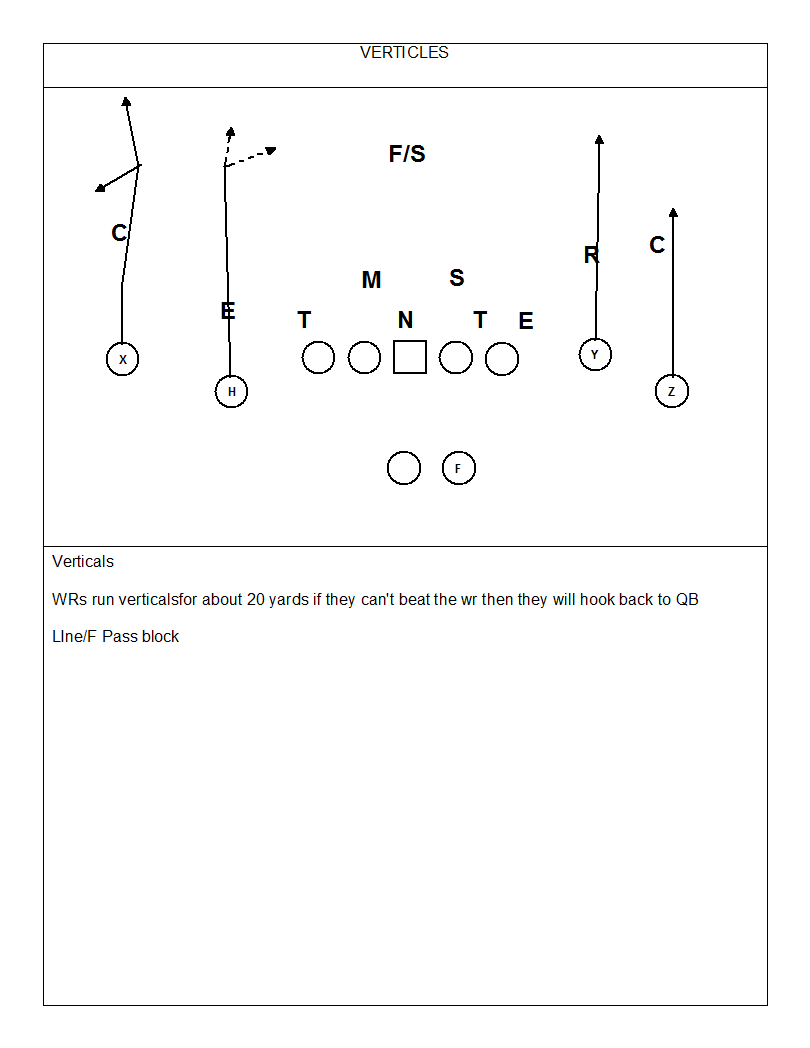 VERTICLES
F/S
C
R
C
M
S
E
T
N
T
E
X
Y
H
Z
F
Verticals
WRs run verticalsfor about 20 yards if they can't beat the wr then they will hook back to QB
LIne/F Pass block